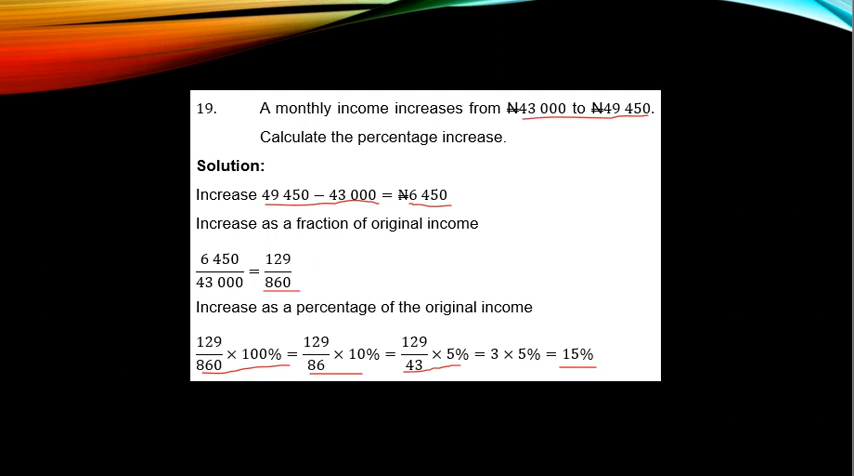 19. A monthly income increases from ₦43 000 to ₦49 450.
Calculate the percentage increase.
Solution:
Increase 49 450 − 43 000 = ₦6 450
Increase as a fraction of original income
6 450/43 000 = 129/860
Increase as a percentage of the original income
129/860 × 100% = 129/86 × 10% = 129/43 × 5% = 3 × 5% = 15%